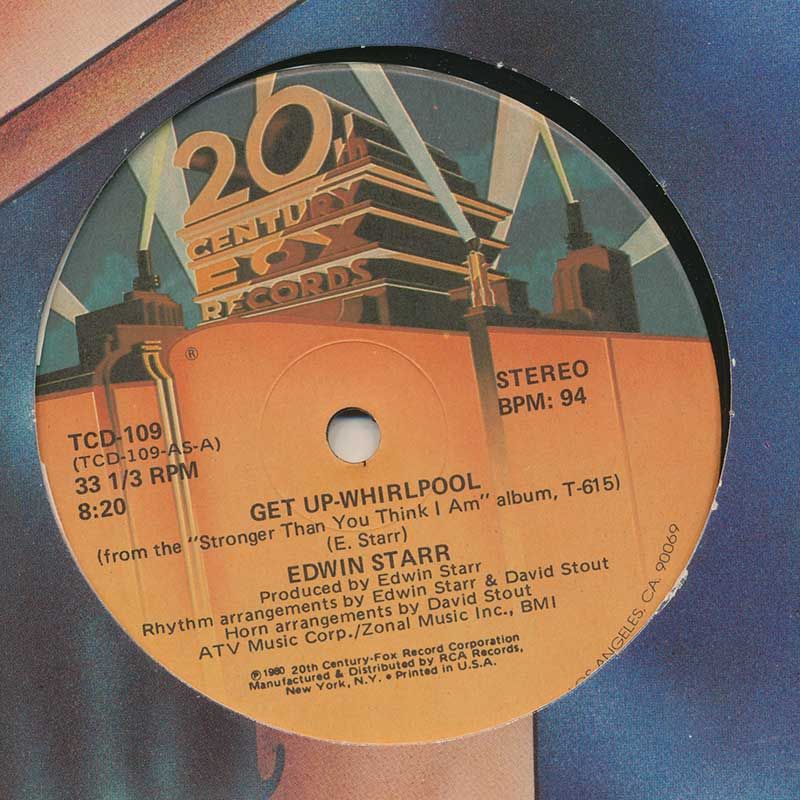 20th
CENTURY
FOX
RECORDS
®
STEREO
BPM: 94
TCD-109
(TCD-109-AS-A)
33 1/3 RPM
8:20
GET UP-WHIRLPOOL
(from the "Stronger Than You Think I Am" album, T-615)
(E. Starr)
EDWIN STARR
Produced by Edwin Starr
Rhythm arrangements by Edwin Starr & David Stout
Horn arrangements by David Stout
ATV Music Corp./Zonal Music Inc., BMI
℗1980 20th Century-Fox Record Corporation
Manufactured & Distributed by RCA Records,
New York, N.Y. • Printed in U.S.A.
LOS ANGELES, CA. 90069